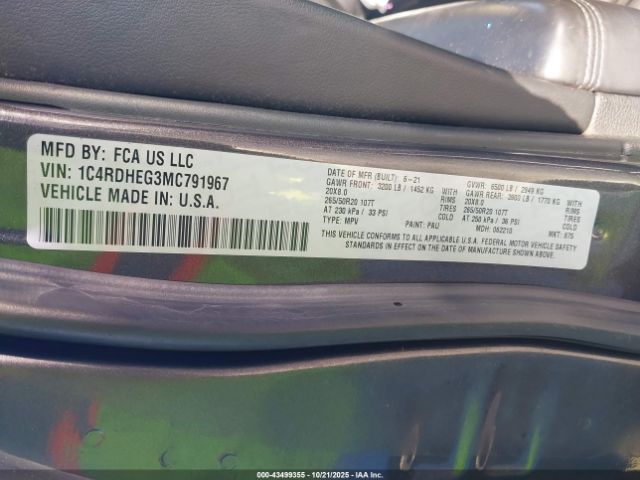 MFD BY: FCA US LLC
VIN: 1C4RDHEG3MC791967
VEHICLE MADE IN: U.S.A.
DATE OF MFR (BUILT): 6-21 GVWR: 6500 LB / 2949 KG
GAWR FRONT: 3200 LB / 1452 KG GAWR REAR: 3900 LB / 1770 KG
20X8.0 RIMS 20X8.0 RIMS
265/50R20 107T TIRES 265/50R20 107T TIRES
AT 230 kPa / 33 PSI COLD AT 250 kPa / 36 PSI COLD
TYPE: MPV PAINT: PAU MDH: 062210 MKT: 875
THIS VEHICLE CONFORMS TO ALL APPLICABLE U.S.A. FEDERAL MOTOR VEHICLE SAFETY
STANDARDS IN EFFECT ON THE DATE OF MANUFACTURE SHOWN ABOVE.
000-43499355 - 10/21/2025 - IAA Inc.